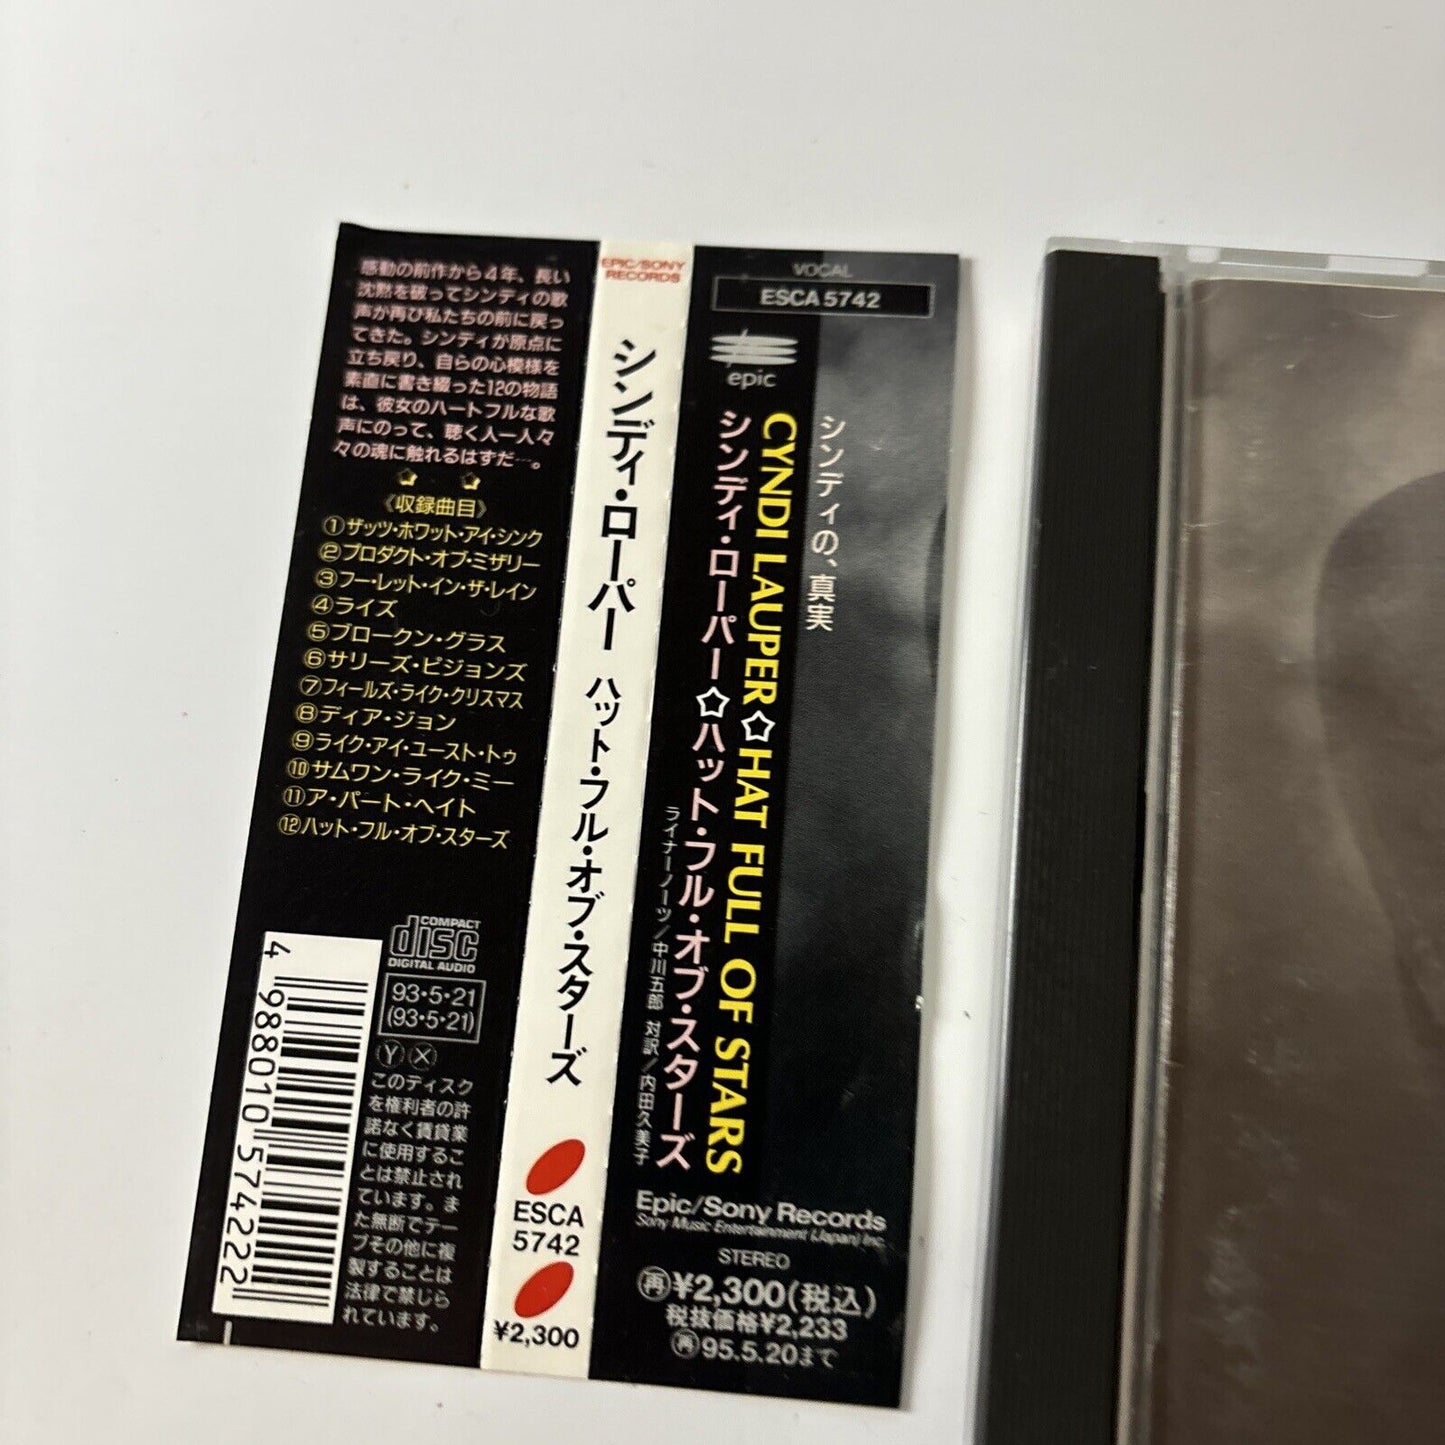 感動の前作から4年、長い
沈黙を破ってシンディの歌
声が再び私たちの前に戻っ
てきた。シンディが原点に
立ち戻り、自らの心模様を
素直に書き綴った12の物語
は、彼女のハートフルな歌
声にのって、聴く人一人々
々の魂に触れるはずだ…。
《収録曲目》
①ザッツ・ホワット・アイ・シンク
②プロダクト・オブ・ミザリー
③フー・レット・イン・ザ・レイン
④ライズ
⑤ブロークン・グラス
⑥サリーズ・ピジョンズ
⑦フィールズ・ライク・クリスマス
⑧ディア・ジョン
⑨ライク・アイ・ユースト・トゥ
⑩サムワン・ライク・ミー
⑪ア・パート・ヘイト
⑫ハット・フル・オブ・スターズ
COMPACT
disc
DIGITAL AUDIO
93・5・21
(93・5・21)
Ⓨ Ⓧ
このディスク
を権利者の許
諾なく賃貸業
に使用するこ
とは禁止され
ています。ま
た無断でテー
プその他に複
製することは
法律で禁じら
れています。
4 988010 574222
EPIC/SONY
RECORDS
シンディ・ローパー ハット・フル・オブ・スターズ
ESCA
5742
¥2,300
VOCAL
ESCA 5742
epic
シンディの、真実
CYNDI LAUPER☆HAT FULL OF STARS
シンディ・ローパー☆ハット・フル・オブ・スターズ
ライナーノーツ/中川五郎 対訳/内田久美子
Epic/Sony Records
Sony Music Entertainment (Japan) Inc.
STEREO
㊞¥2,300(税込)
税抜価格¥2,233
95.5.20まで